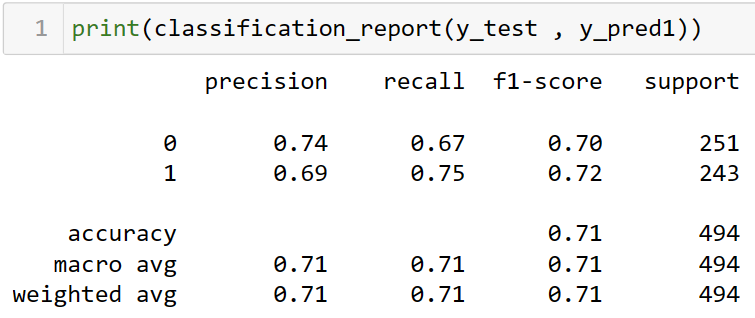 1 print(classification_report(y_test , y_pred1))
precision recall f1-score support
0 0.74 0.67 0.70 251
1 0.69 0.75 0.72 243
accuracy 0.71 494
macro avg 0.71 0.71 0.71 494
weighted avg 0.71 0.71 0.71 494